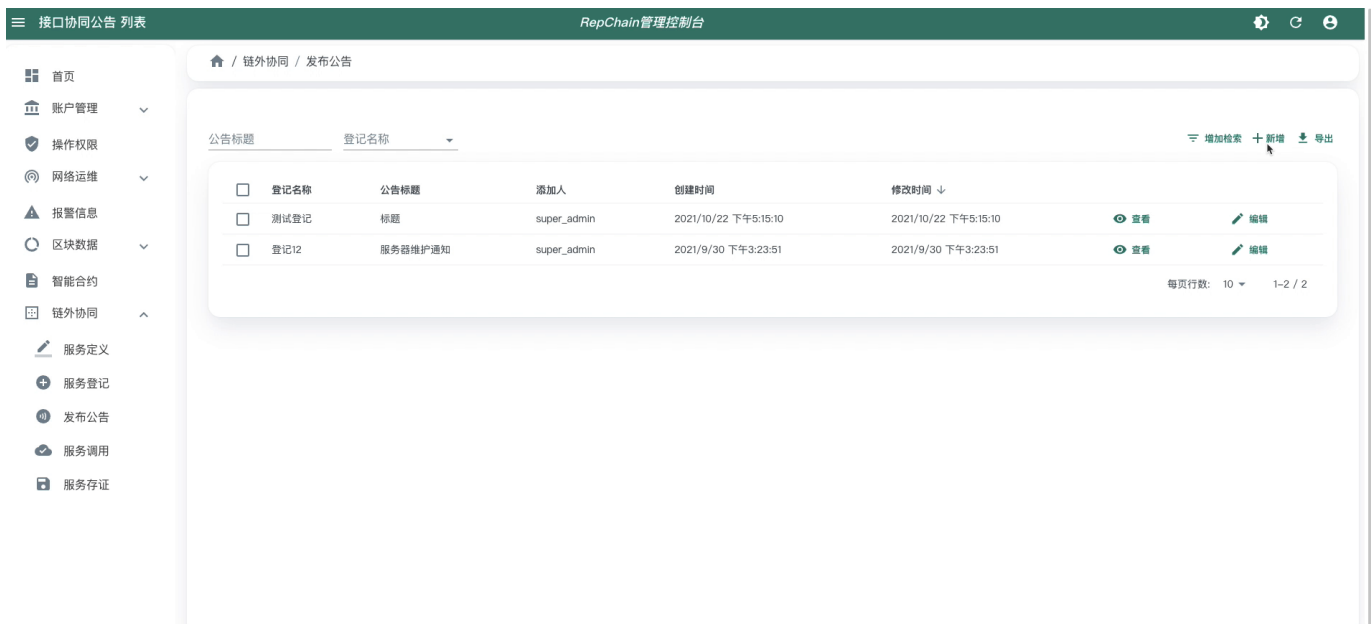 接口协同公告 列表 RepChain管理控制台
/ 链外协同 / 发布公告
首页
账户管理
操作权限
网络运维
报警信息
区块数据
智能合约
链外协同
服务定义
服务登记
发布公告
服务调用
服务存证
公告标题 登记名称 增加检索 新增 导出
登记名称 公告标题 添加人 创建时间 修改时间
测试登记 标题 super_admin 2021/10/22 下午5:15:10 2021/10/22 下午5:15:10 查看 编辑
登记12 服务器维护通知 super_admin 2021/9/30 下午3:23:51 2021/9/30 下午3:23:51 查看 编辑
每页行数: 10 1-2 / 2